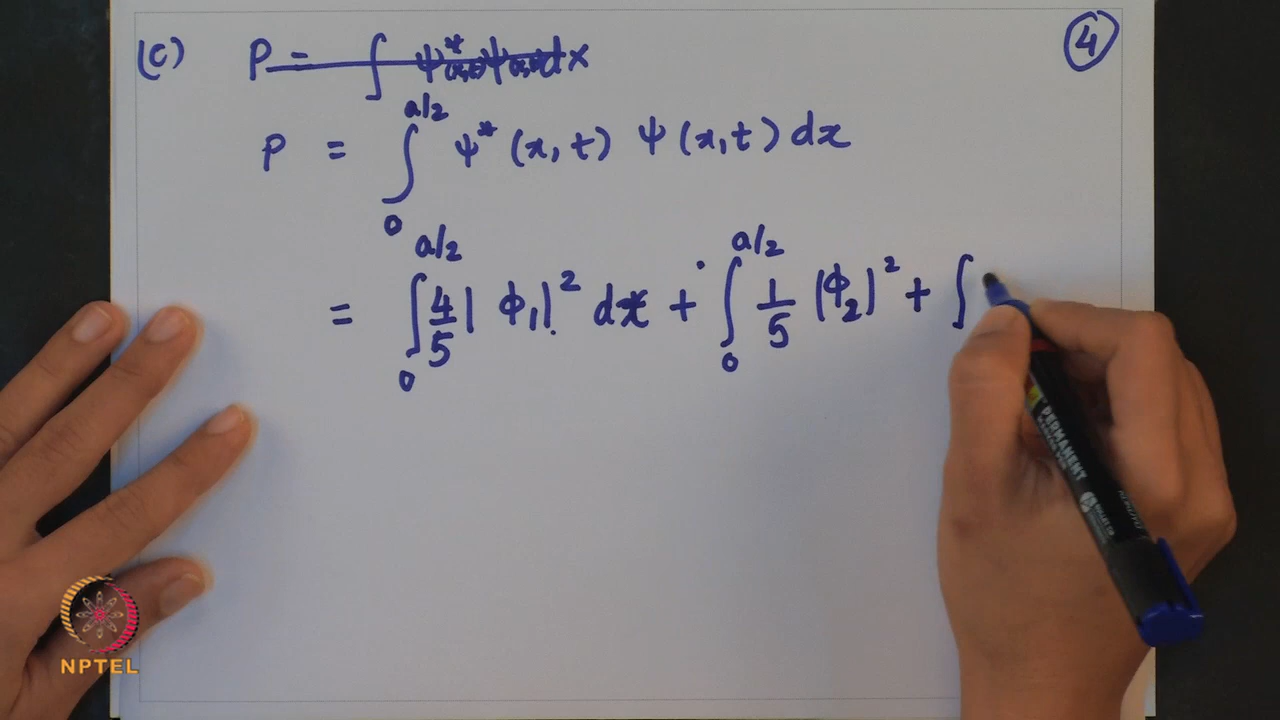 (c) P = ∫ ψ*(x,t) ψ(x,t) dx
④
P = ∫₀^{a/2} ψ* (x,t) ψ(x,t) dx
= ∫₀^{a/2} 4/5 | ϕ₁|² dx + ∫₀^{a/2} 1/5 |ϕ₂|² + ∫
PERMANENT
NPTEL